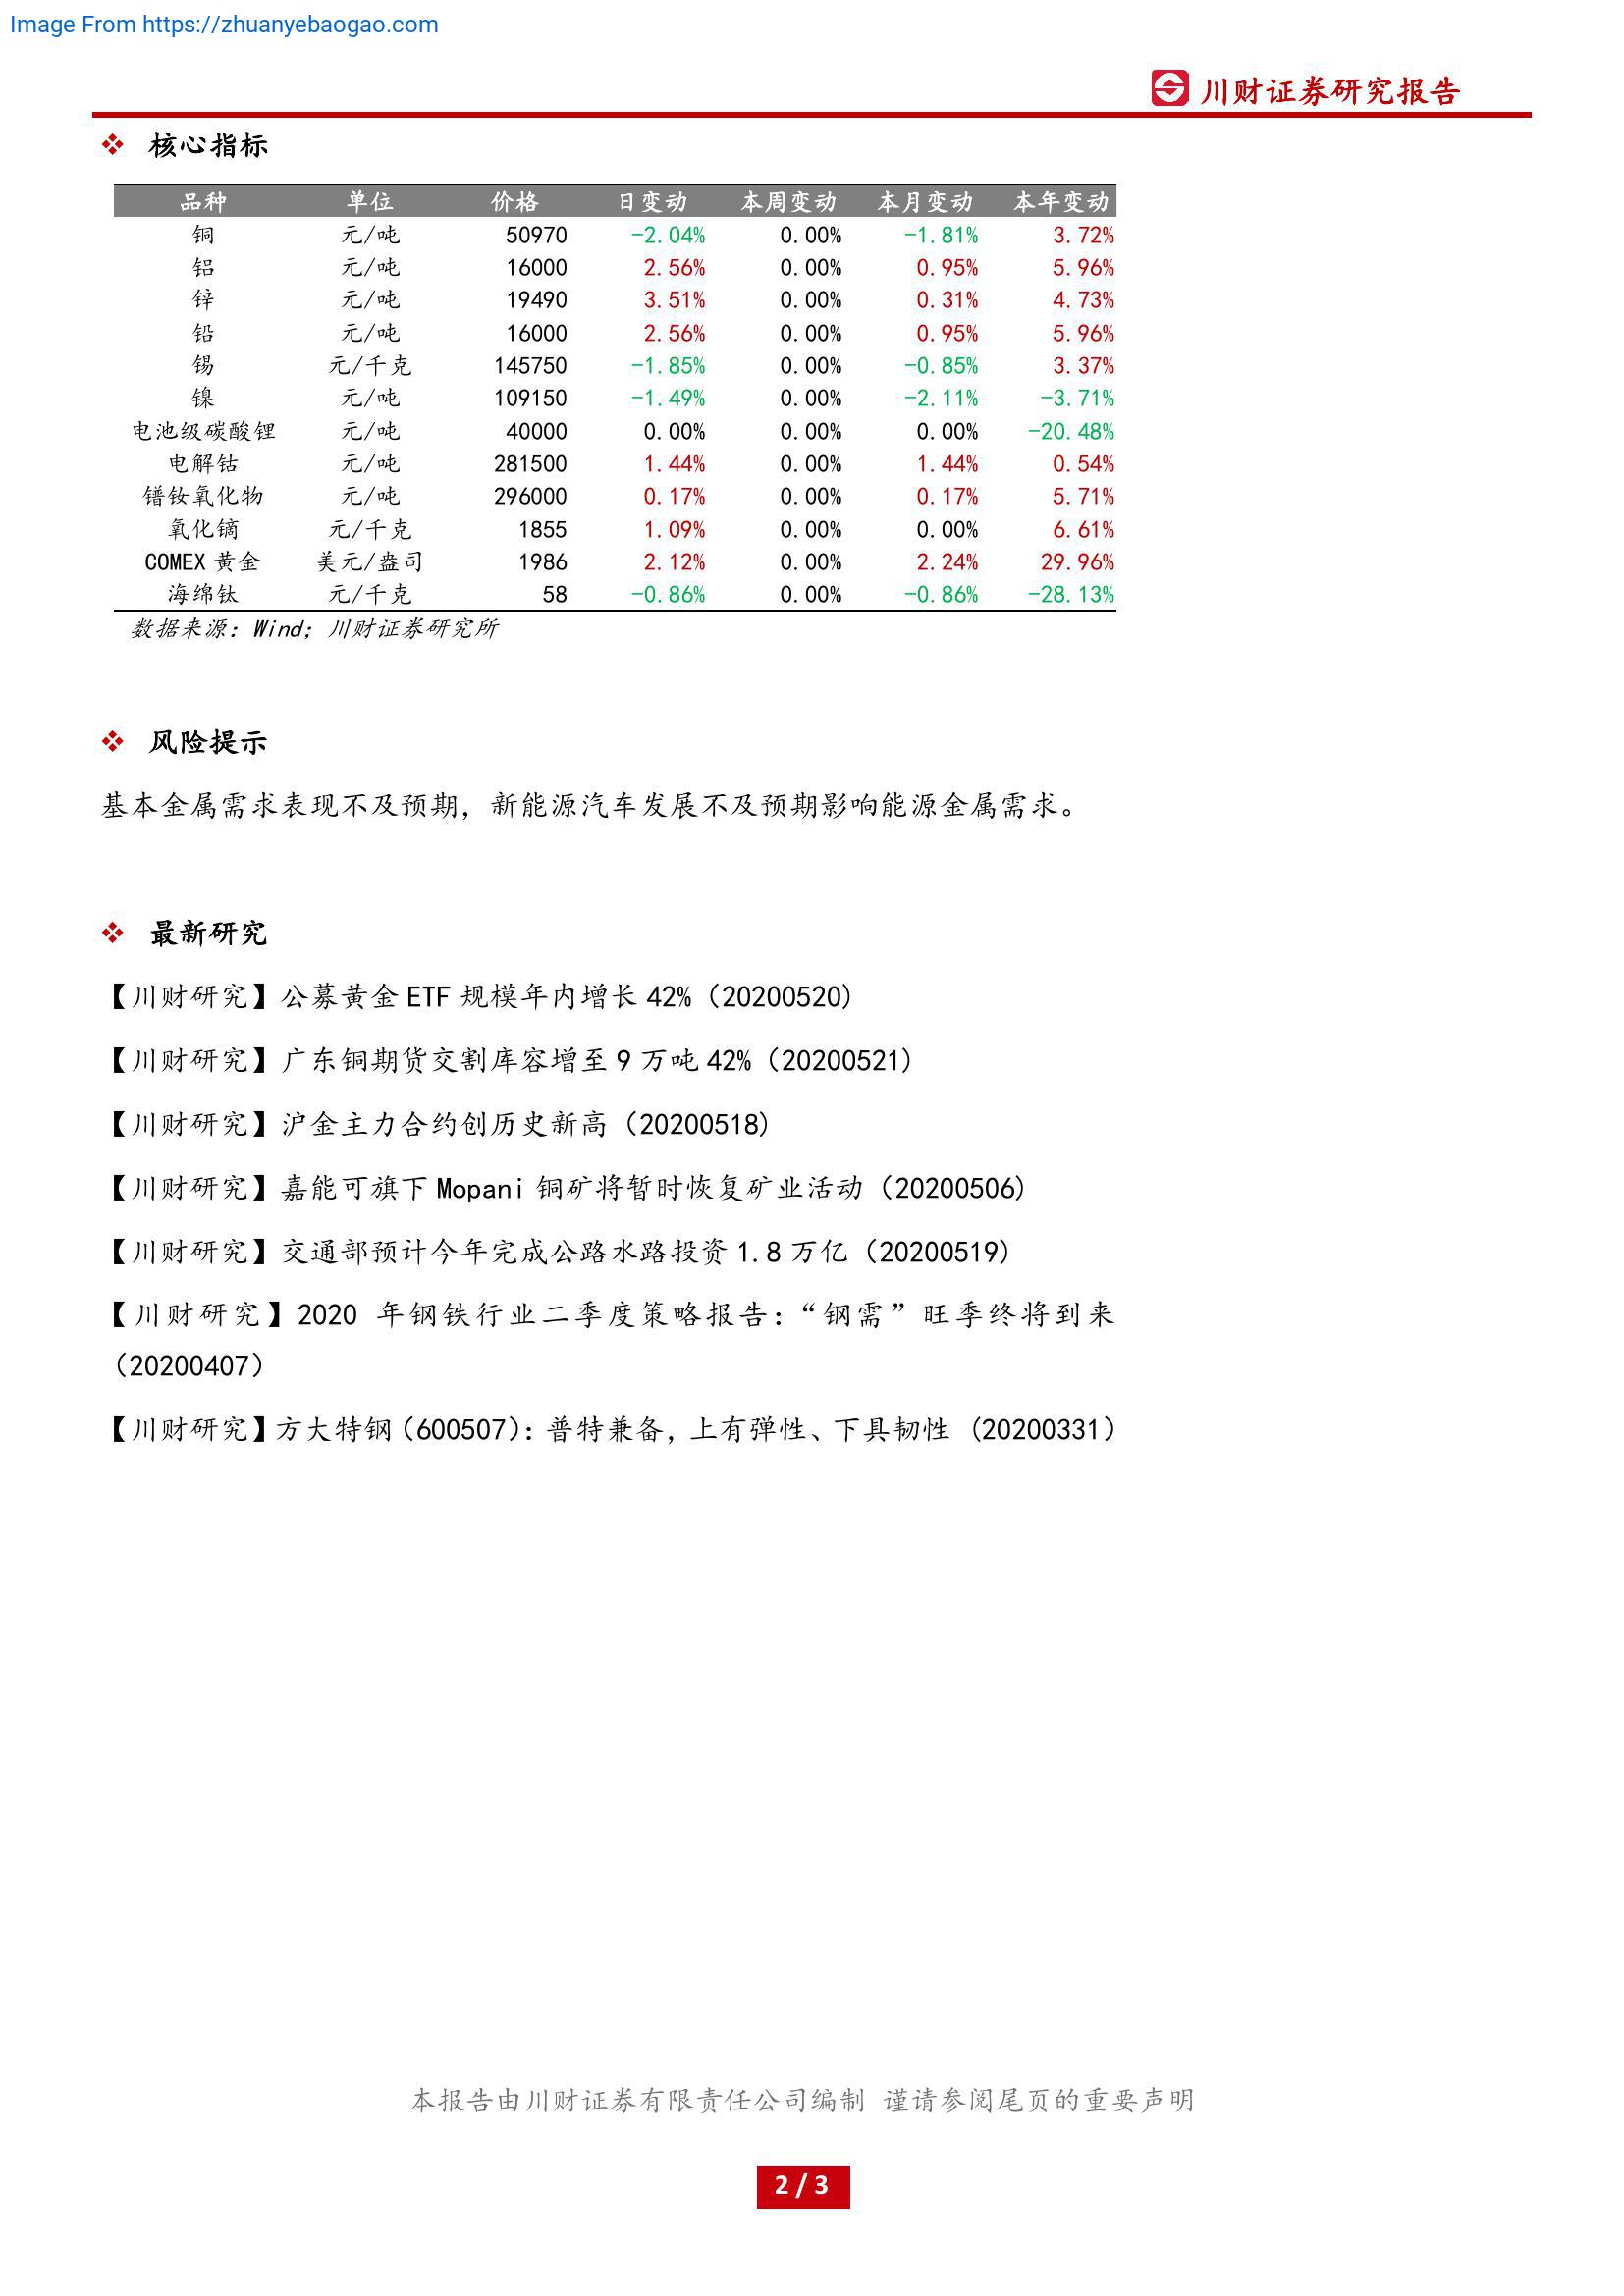 Image From https://zhuanyebaogao.com
川财证券研究报告
核心指标
品种 单位 价格 日变动 本周变动 本月变动 本年变动
铜 元/吨 50970 -2.04% 0.00% -1.81% 3.72%
铝 元/吨 16000 2.56% 0.00% 0.95% 5.96%
锌 元/吨 19490 3.51% 0.00% 0.31% 4.73%
铅 元/吨 16000 2.56% 0.00% 0.95% 5.96%
锡 元/千克 145750 -1.85% 0.00% -0.85% 3.37%
镍 元/吨 109150 -1.49% 0.00% -2.11% -3.71%
电池级碳酸锂 元/吨 40000 0.00% 0.00% 0.00% -20.48%
电解钴 元/吨 281500 1.44% 0.00% 1.44% 0.54%
镨钕氧化物 元/吨 296000 0.17% 0.00% 0.17% 5.71%
氧化镝 元/千克 1855 1.09% 0.00% 0.00% 6.61%
COMEX 黄金 美元/盎司 1986 2.12% 0.00% 2.24% 29.96%
海绵钛 元/千克 58 -0.86% 0.00% -0.86% -28.13%
数据来源：Wind；川财证券研究所
风险提示
基本金属需求表现不及预期，新能源汽车发展不及预期影响能源金属需求。
最新研究
【川财研究】公募黄金 ETF 规模年内增长 42%（20200520）
【川财研究】广东铜期货交割库容增至 9 万吨 42%（20200521）
【川财研究】沪金主力合约创历史新高（20200518）
【川财研究】嘉能可旗下 Mopani 铜矿将暂时恢复矿业活动（20200506）
【川财研究】交通部预计今年完成公路水路投资 1.8 万亿（20200519）
【川财研究】2020 年钢铁行业二季度策略报告：“钢需”旺季终将到来
（20200407）
【川财研究】方大特钢（600507）：普特兼备，上有弹性、下具韧性（20200331）
本报告由川财证券有限责任公司编制 谨请参阅尾页的重要声明
2 / 3